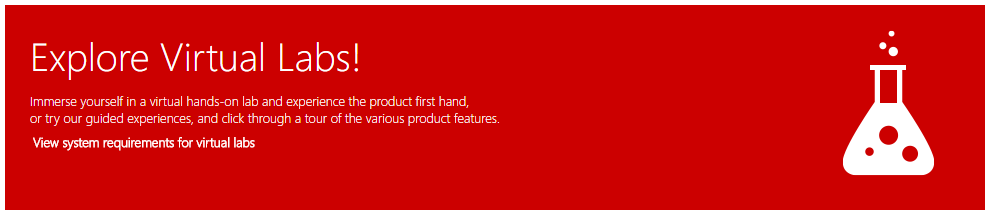 Explore Virtual Labs!
Immerse yourself in a virtual hands-on lab and experience the product first hand,
or try our guided experiences, and click through a tour of the various product features.
View system requirements for virtual labs